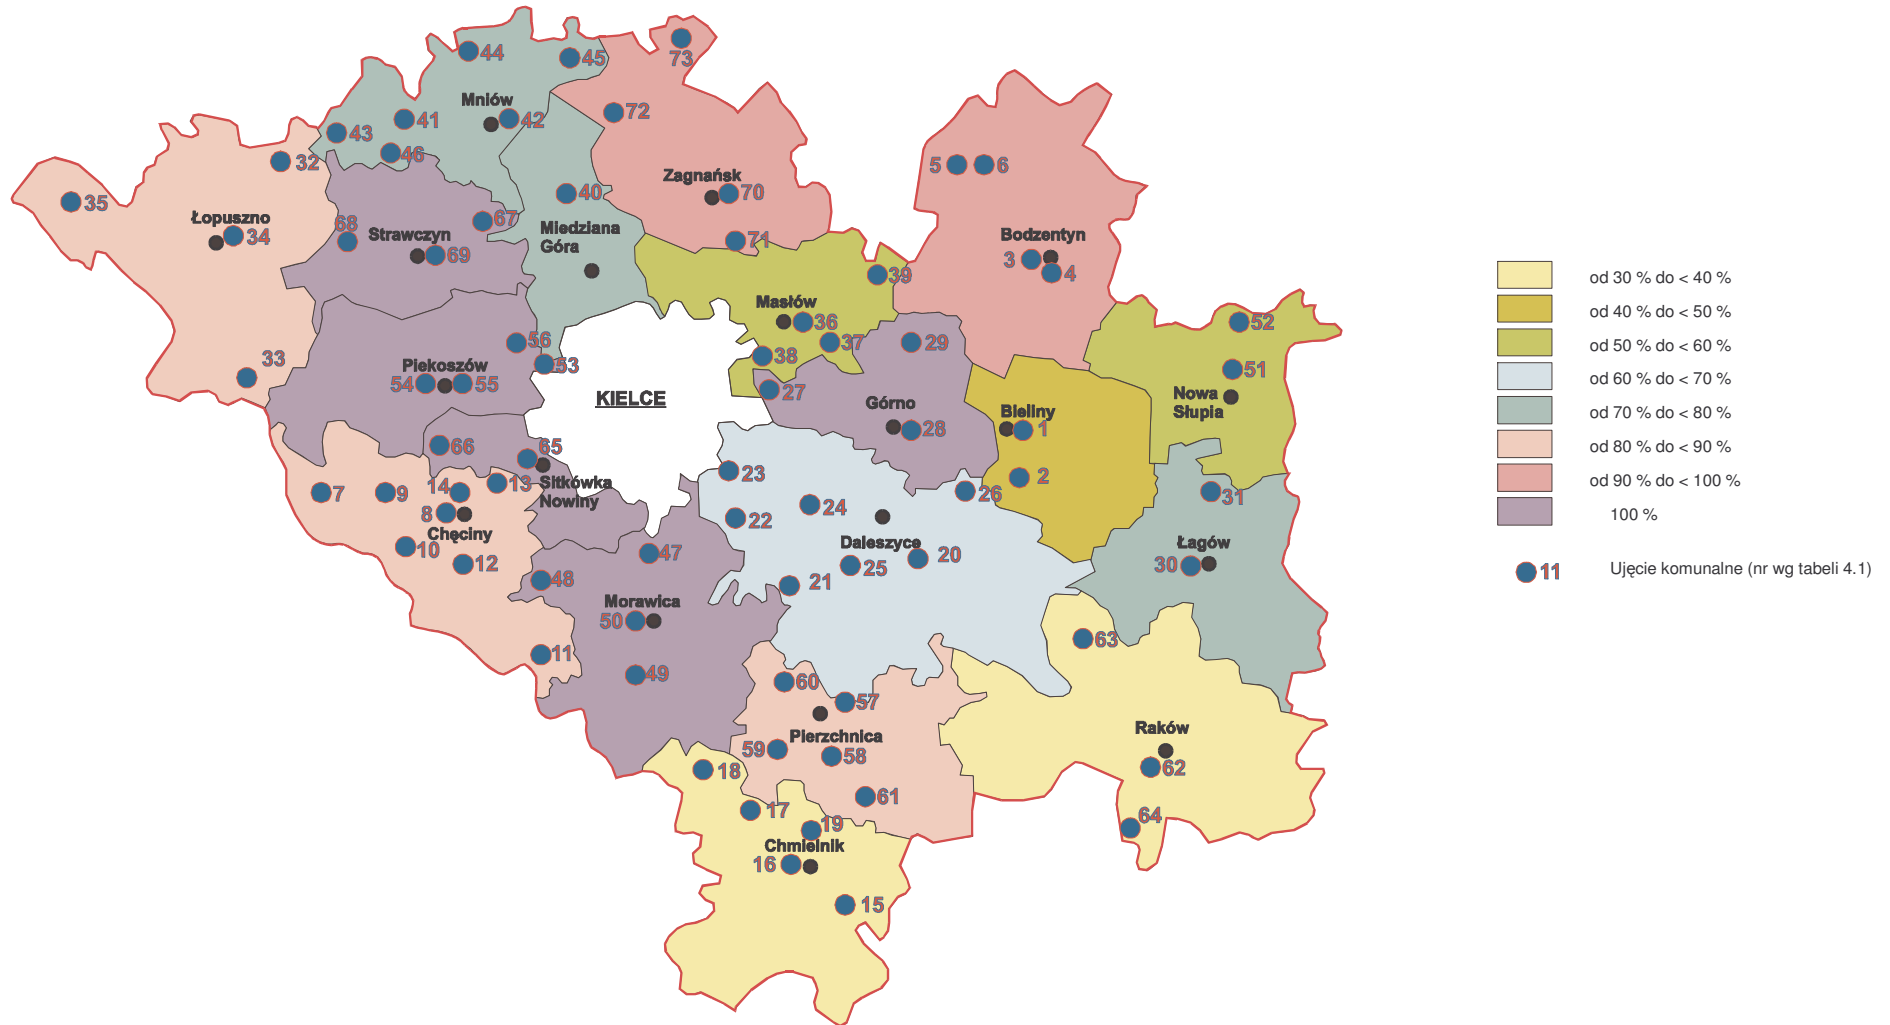 44
45
73
Mniów
41
42
43
46
72
32
35
Łopuszno
34
68
Strawczyn
67
69
40
Miedziana
Góra
Zagnańsk
70
71
5
6
Bodzentyn
3
4
39
Masłów
36
37
38
29
27
52
51
Nowa
Słupia
33
56
53
Piekoszów
54
55
KIELCE
Górno
28
Bieliny
1
2
66
65
Sitkówka
Nowiny
7
9
14
13
8
Chęciny
10
12
23
22
24
26
Daleszyce
20
25
21
31
Łagów
30
47
48
Morawica
50
49
11
63
60
57
Pierzchnica
59
58
61
Raków
62
64
18
17
19
Chmielnik
16
15
od 30 % do < 40 %
od 40 % do < 50 %
od 50 % do < 60 %
od 60 % do < 70 %
od 70 % do < 80 %
od 80 % do < 90 %
od 90 % do < 100 %
100 %
11 Ujęcie komunalne (nr wg tabeli 4.1)